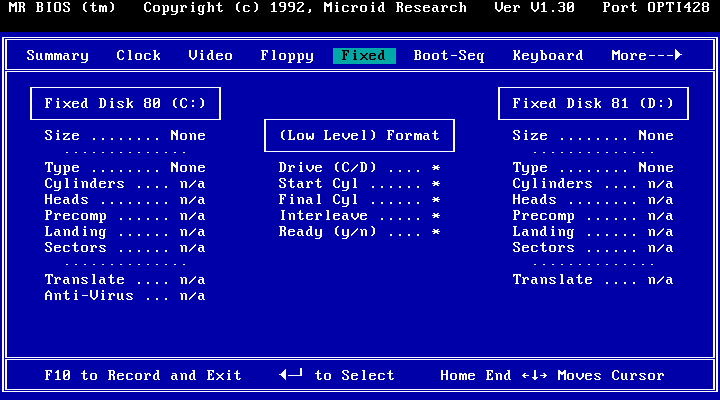 MR BIOS (tm)   Copyright (c) 1992, Microid Research   Ver V1.30   Port OPTI428
Summary   Clock   Video   Floppy   Fixed   Boot-Seq   Keyboard   More---►
Fixed Disk 80 (C:)
Size ........ None
..............
Type ........ None
Cylinders .... n/a
Heads ........ n/a
Precomp ...... n/a
Landing ...... n/a
Sectors ...... n/a
..............
Translate .... n/a
Anti-Virus ... n/a
(Low Level) Format
Drive (C/D) .... *
Start Cyl ...... *
Final Cyl ...... *
Interleave ..... *
Ready (y/n) .... *
Fixed Disk 81 (D:)
Size ........ None
..............
Type ........ None
Cylinders .... n/a
Heads ........ n/a
Precomp ...... n/a
Landing ...... n/a
Sectors ...... n/a
..............
Translate .... n/a
F10 to Record and Exit   ◄─┘ to Select   Home End ←↓→ Moves Cursor